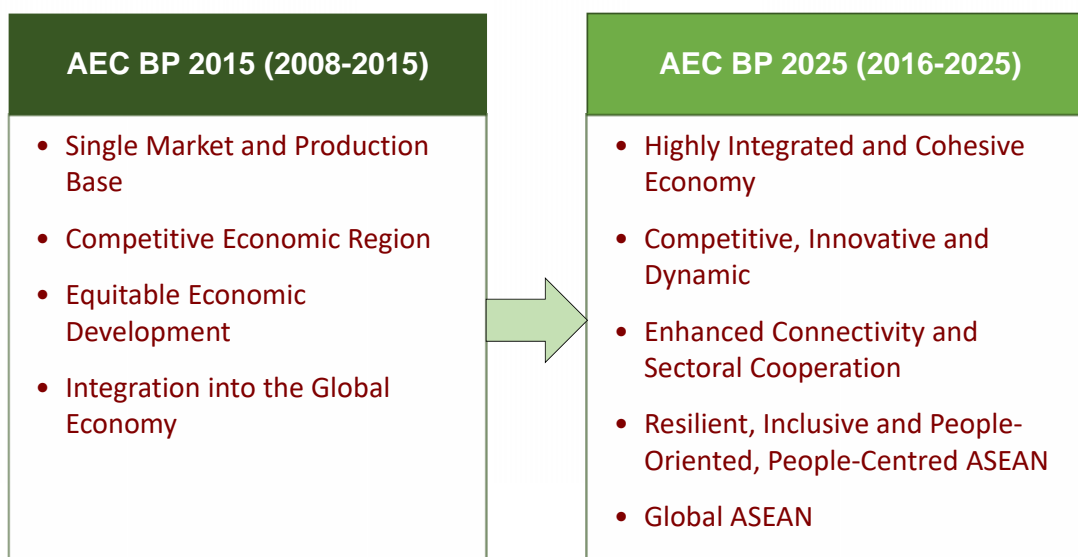 AEC BP 2015 (2008-2015)
• Single Market and Production
Base
• Competitive Economic Region
• Equitable Economic
Development
• Integration into the Global
Economy
AEC BP 2025 (2016-2025)
• Highly Integrated and Cohesive
Economy
• Competitive, Innovative and
Dynamic
• Enhanced Connectivity and
Sectoral Cooperation
• Resilient, Inclusive and People-
Oriented, People-Centred ASEAN
• Global ASEAN